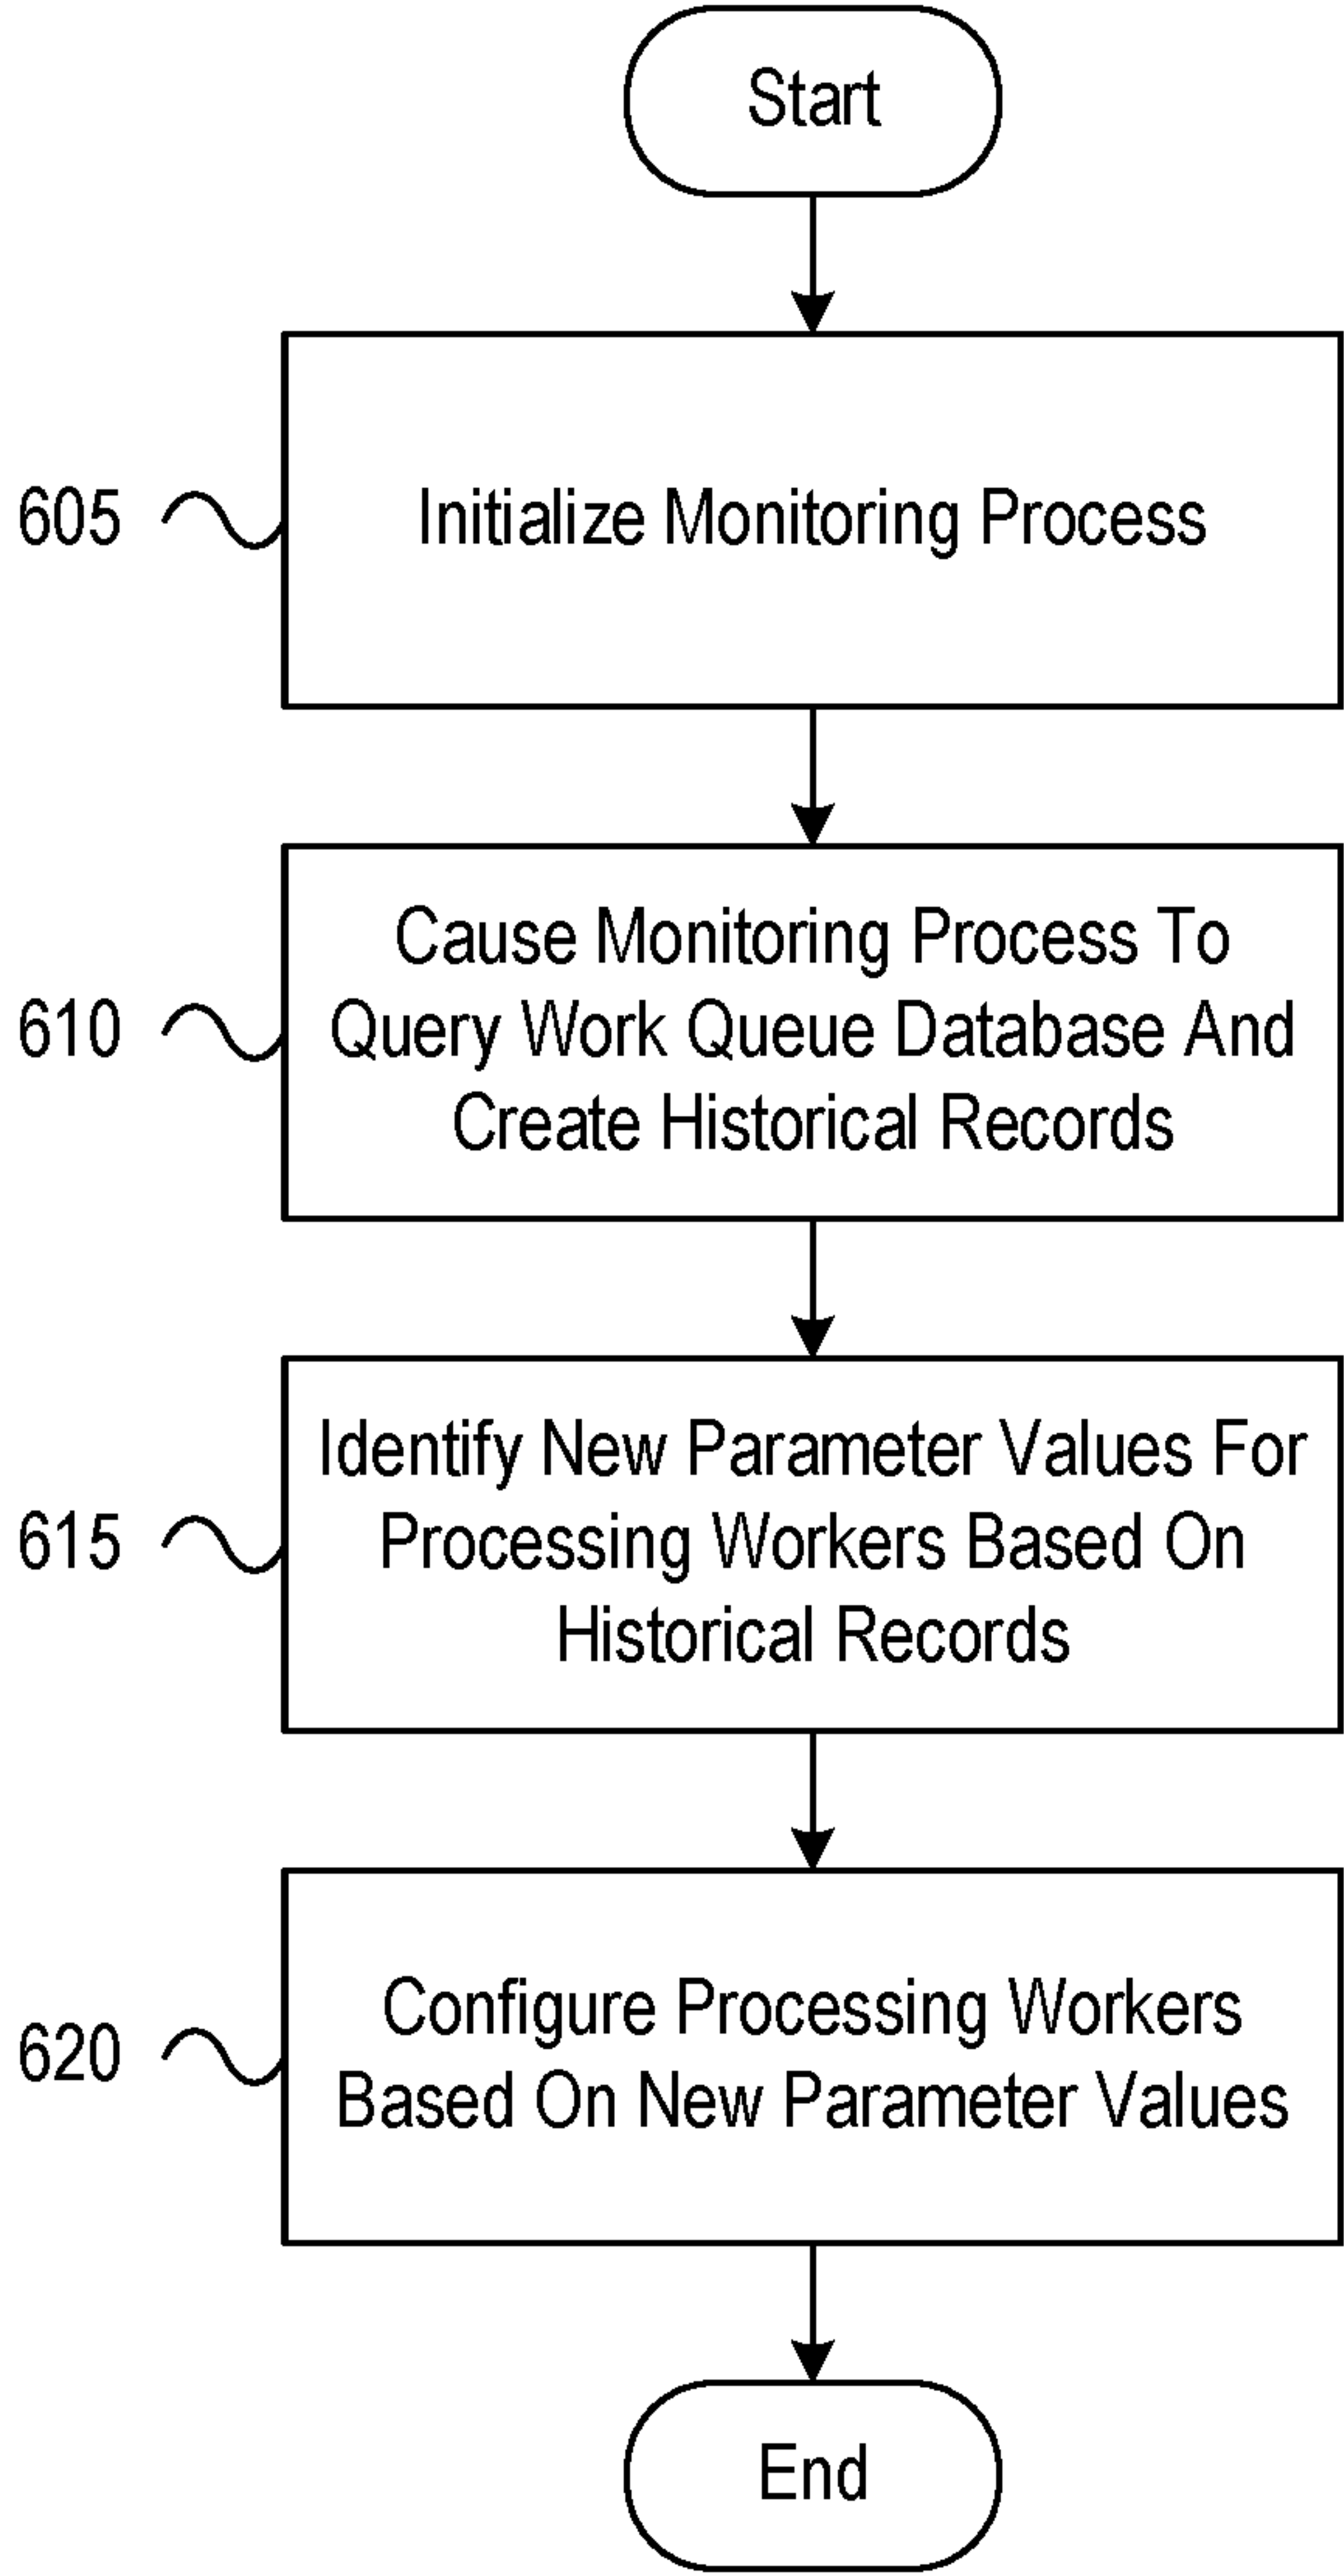 Start
605
Initialize Monitoring Process
Cause Monitoring Process To
610
Query Work Queue Database And
Create Historical Records
Identify New Parameter Values For
615
Processing Workers Based On
Historical Records
620
Configure Processing Workers
Based On New Parameter Values
End